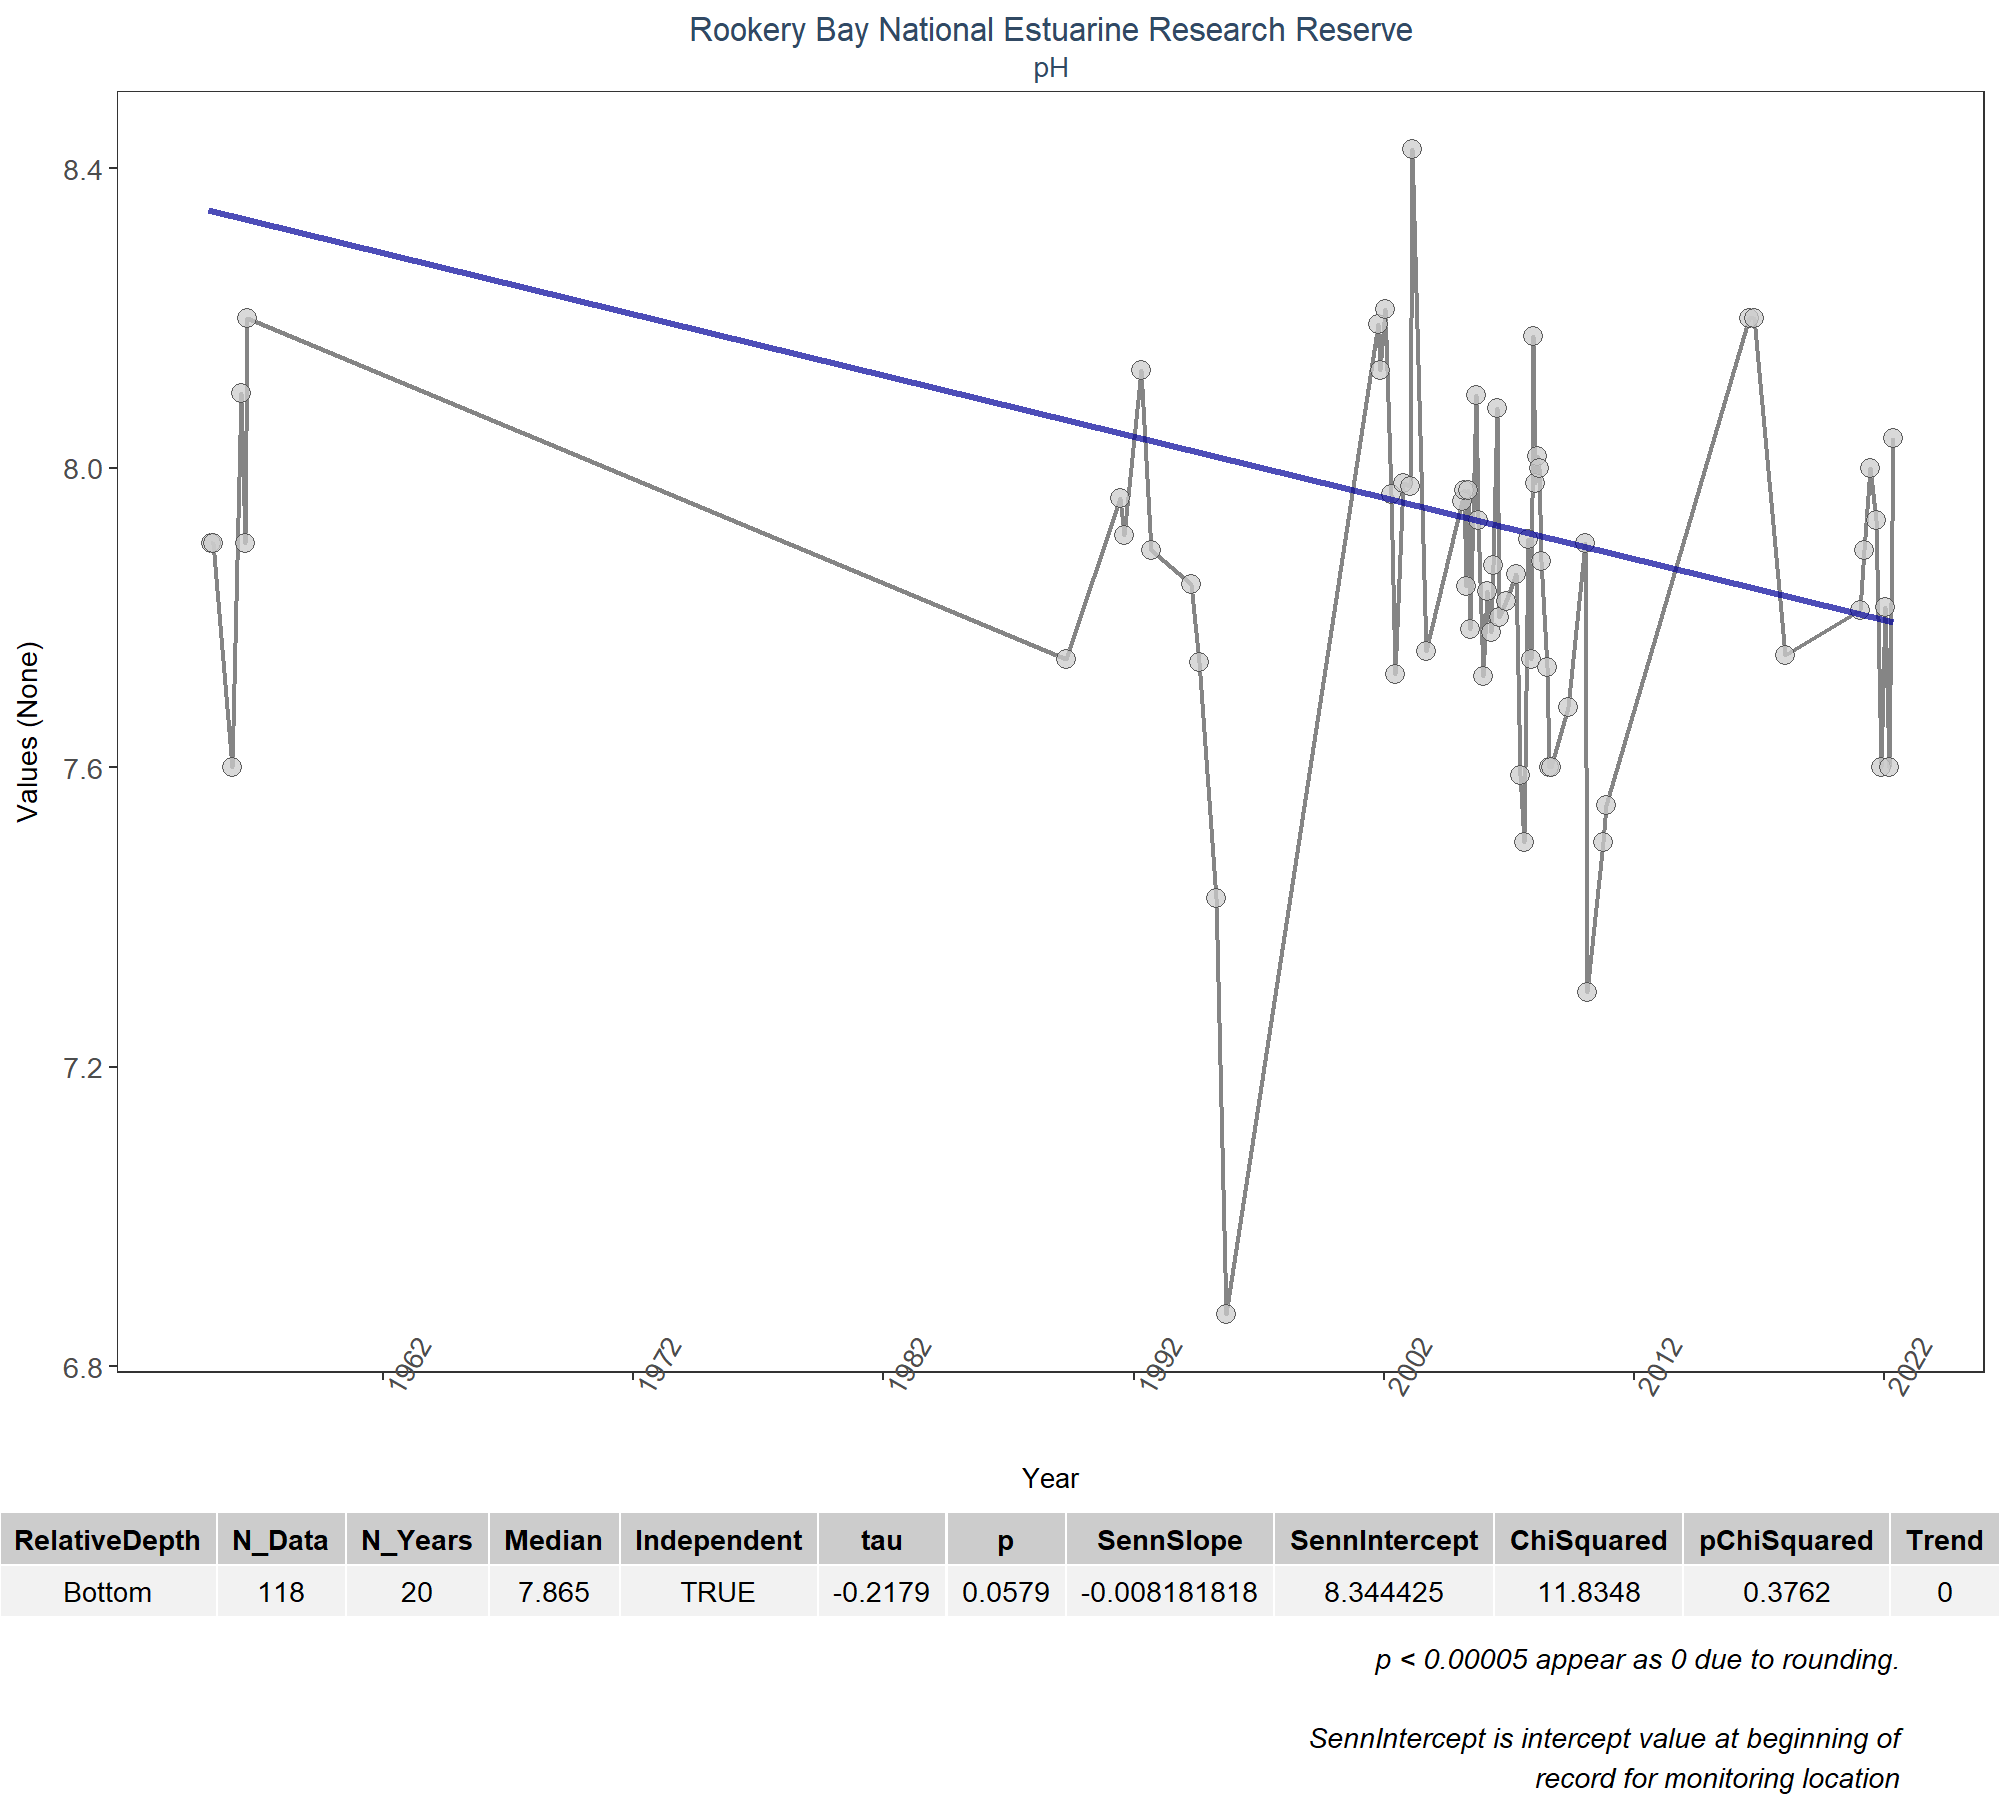 Rookery Bay National Estuarine Research Reserve
pH
8.4
8.0
7.6
7.2
6.8
Values (None)
1962 1972 1982 1992 2002 2012 2022
Year
RelativeDepth N_Data N_Years Median Independent tau p SennSlope SennIntercept ChiSquared pChiSquared Trend
Bottom 118 20 7.865 TRUE -0.2179 0.0579 -0.008181818 8.344425 11.8348 0.3762 0
p < 0.00005 appear as 0 due to rounding.
SennIntercept is intercept value at beginning of
record for monitoring location